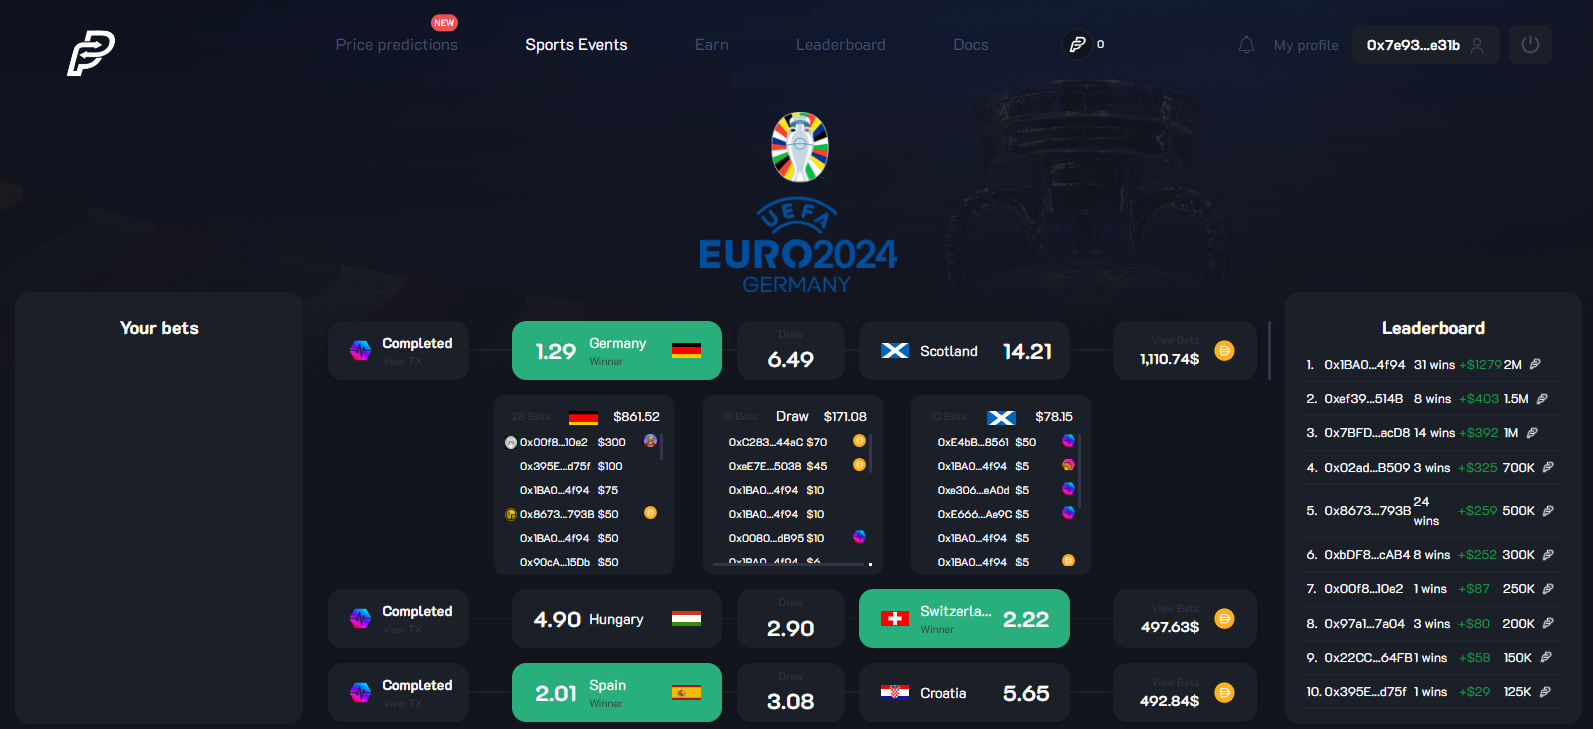 NEW
Price predictions Sports Events Earn Leaderboard Docs 0 My profile 0x7e93...e31b
UEFA
EURO2024
GERMANY
Your bets
Completed
View TX
1.29 Germany
Winner
Draw
6.49
Scotland 14.21
View Bets
1,110.74$
28 Bets $861.52
0x00f8...10e2 $300
0x395E...d75f $100
0x1BA0...4f94 $75
0x8673...793B $50
0x1BA0...4f94 $50
0x90cA...15Db $50
18 Bets Draw $171.08
0xC283...44aC $70
0xeE7E...5038 $45
0x1BA0...4f94 $10
0x1BA0...4f94 $10
0x0080...dB95 $10
0x1BA0...4f94 $6
10 Bets $78.15
0xE4bB...8561 $50
0x1BA0...4f94 $5
0xe306...eA0d $5
0xE666...Ae9C $5
0x1BA0...4f94 $5
0x1BA0...4f94 $5
Completed
View TX
4.90 Hungary
Draw
2.90
Switzerla... 2.22
Winner
View Bets
497.63$
Completed
View TX
2.01 Spain
Winner
Draw
3.08
Croatia 5.65
View Bets
492.84$
Leaderboard
1. 0x1BA0...4f94 31 wins +$1279 2M
2. 0xef39...514B 8 wins +$403 1.5M
3. 0x7BFD...acD8 14 wins +$392 1M
4. 0x02ad...B509 3 wins +$325 700K
5. 0x8673...793B 24 wins +$259 500K
6. 0xbDF8...cAB4 8 wins +$252 300K
7. 0x00f8...10e2 1 wins +$87 250K
8. 0x97a1...7a04 3 wins +$80 200K
9. 0x22CC...64FB 1 wins +$58 150K
10. 0x395E...d75f 1 wins +$29 125K